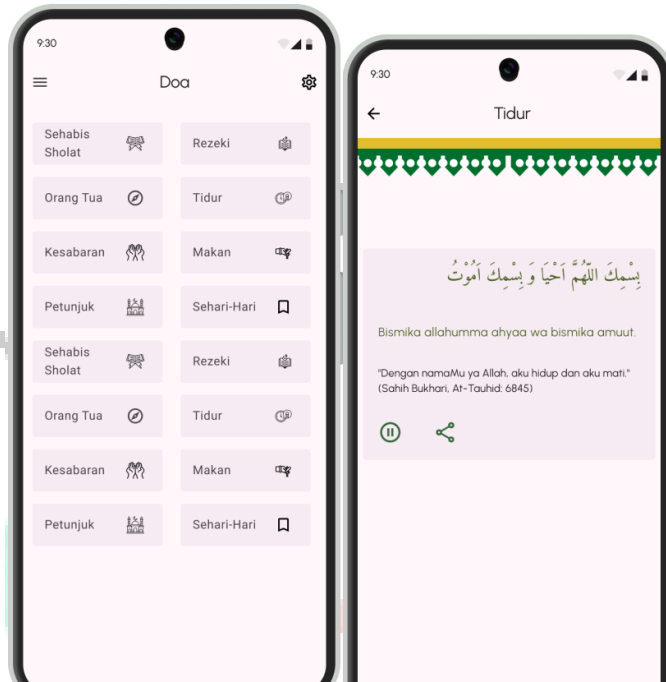 9:30
Doa
Sehabis
Sholat
Rezeki
Orang Tua
Tidur
Kesabaran
Makan
Petunjuk
Sehari-Hari
Sehabis
Sholat
Rezeki
Orang Tua
Tidur
Kesabaran
Makan
Petunjuk
Sehari-Hari
9:30
Tidur
بِسْمِكَ اللّٰهُمَّ اَحْيَا وَ بِسْمِكَ اَمُوْتُ
Bismika allahumma ahyaa wa bismika amuut.
"Dengan namaMu ya Allah, aku hidup dan aku mati."
(Sahih Bukhari, At-Tauhid: 6845)